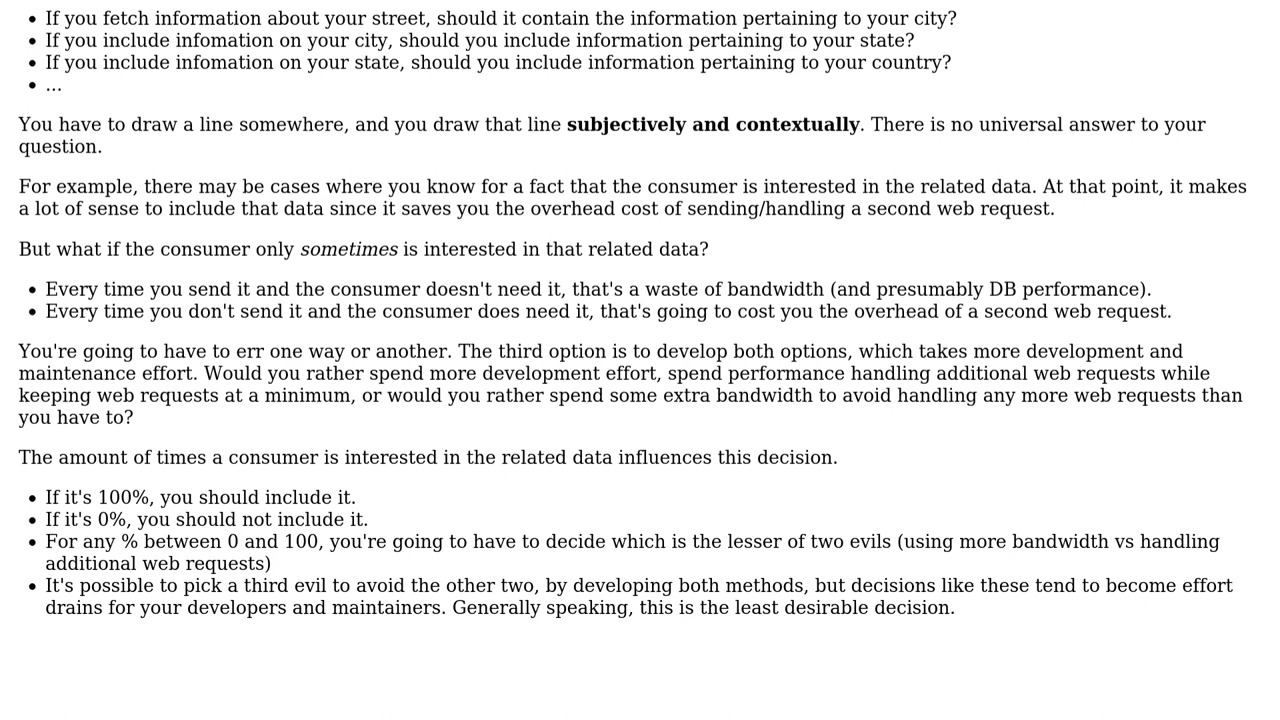 • If you fetch information about your street, should it contain the information pertaining to your city?
• If you include infomation on your city, should you include information pertaining to your state?
• If you include infomation on your state, should you include information pertaining to your country?
• ...
You have to draw a line somewhere, and you draw that line subjectively and contextually. There is no universal answer to your
question.
For example, there may be cases where you know for a fact that the consumer is interested in the related data. At that point, it makes
a lot of sense to include that data since it saves you the overhead cost of sending/handling a second web request.
But what if the consumer only sometimes is interested in that related data?
• Every time you send it and the consumer doesn't need it, that's a waste of bandwidth (and presumably DB performance).
• Every time you don't send it and the consumer does need it, that's going to cost you the overhead of a second web request.
You're going to have to err one way or another. The third option is to develop both options, which takes more development and
maintenance effort. Would you rather spend more development effort, spend performance handling additional web requests while
keeping web requests at a minimum, or would you rather spend some extra bandwidth to avoid handling any more web requests than
you have to?
The amount of times a consumer is interested in the related data influences this decision.
• If it's 100%, you should include it.
• If it's 0%, you should not include it.
• For any % between 0 and 100, you're going to have to decide which is the lesser of two evils (using more bandwidth vs handling
additional web requests)
• It's possible to pick a third evil to avoid the other two, by developing both methods, but decisions like these tend to become effort
drains for your developers and maintainers. Generally speaking, this is the least desirable decision.